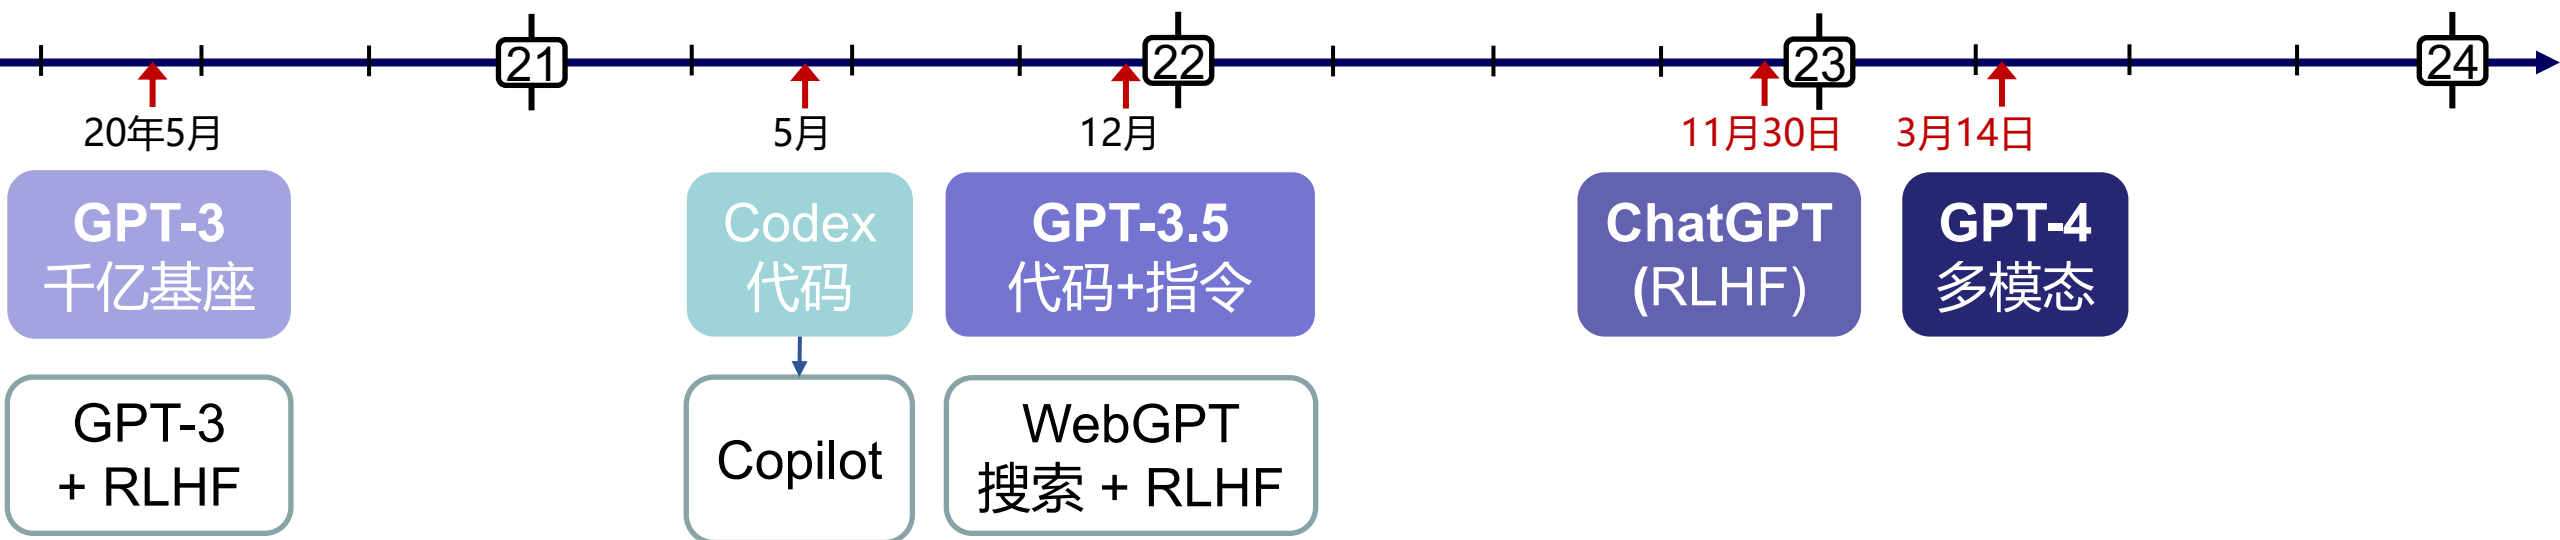 21
22
23
24
20年5月
5月
12月
11月30日
3月14日
GPT-3
千亿基座
Codex
代码
GPT-3.5
代码+指令
ChatGPT
(RLHF)
GPT-4
多模态
GPT-3
+ RLHF
Copilot
WebGPT
搜索 + RLHF